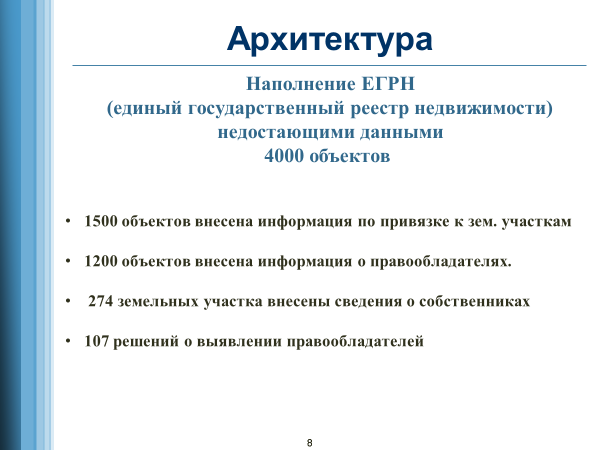 Архитектура
Наполнение ЕГРН
(единый государственный реестр недвижимости)
недостающими данными
4000 объектов
• 1500 объектов внесена информация по привязке к зем. участкам
• 1200 объектов внесена информация о правообладателях.
• 274 земельных участка внесены сведения о собственниках
• 107 решений о выявлении правообладателей
8